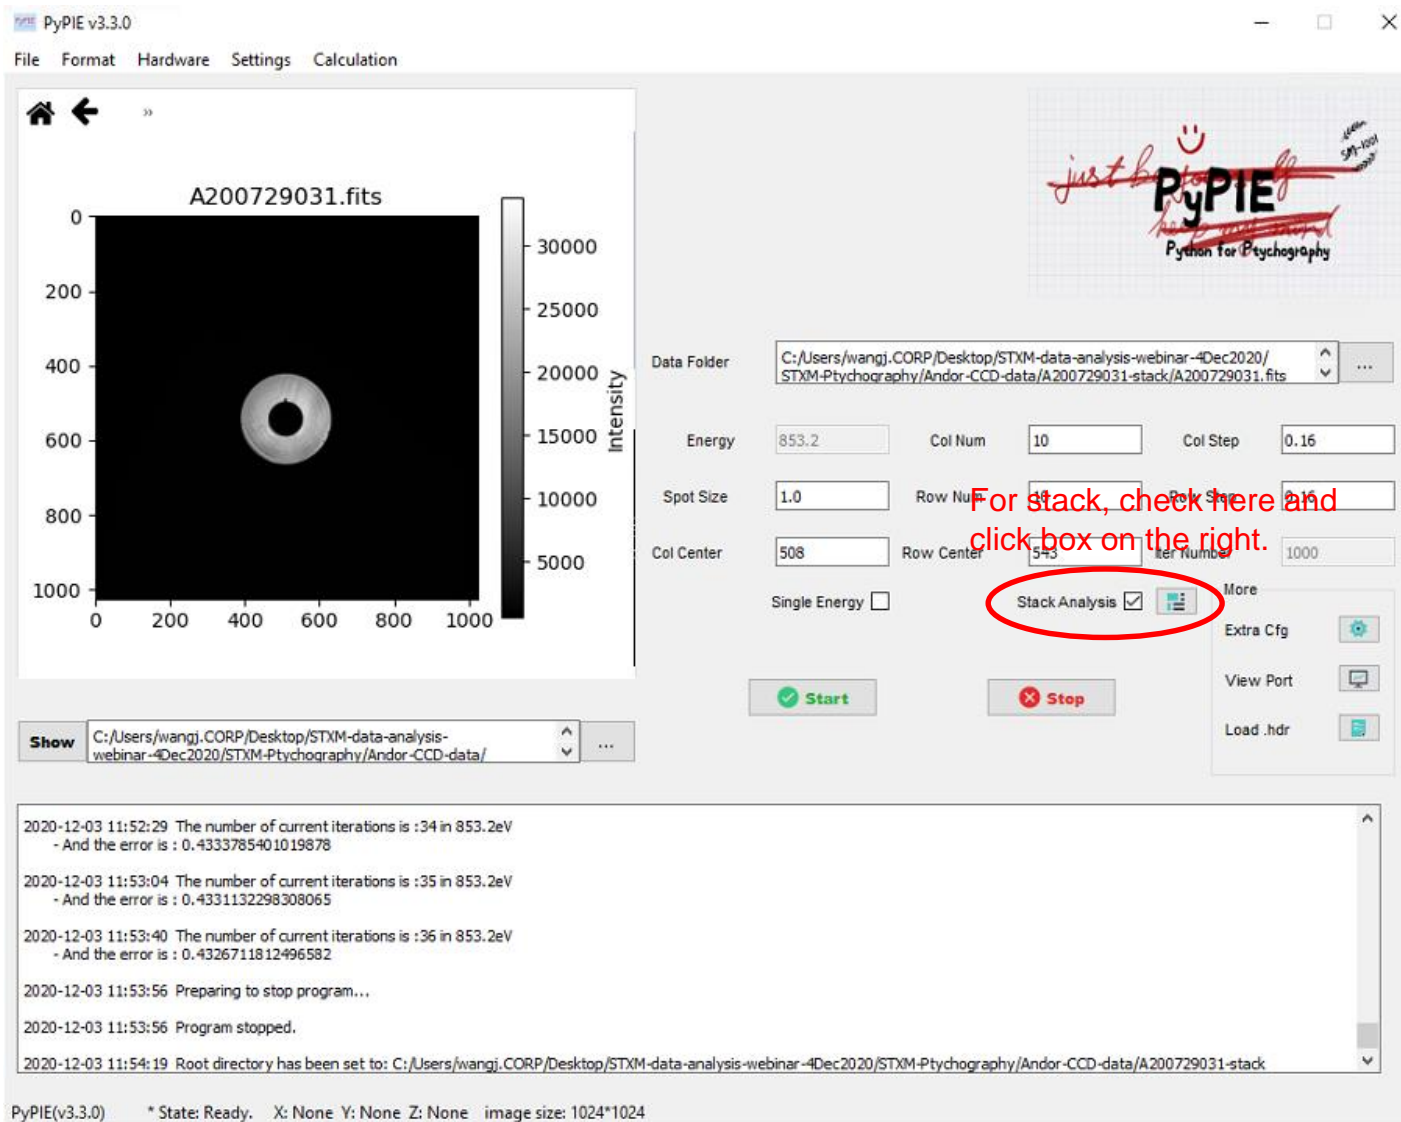 PyPIE v3.3.0
File Format Hardware Settings Calculation
»
just be yourself
PyPIE
keep my mind
Python for Ptychography
SM-1001
A200729031.fits
0
200
400
600
800
1000
0 200 400 600 800 1000
30000
25000
20000
15000
10000
5000
Intensity
Data Folder
C:/Users/wangj.CORP/Desktop/STXM-data-analysis-webinar-4Dec2020/
STXM-Ptychography/Andor-CCD-data/A200729031-stack/A200729031.fits
...
Energy 853.2 Col Num 10 Col Step 0.16
Spot Size 1.0 Row Num 10 Row Step 0.16
For stack, check here and
click box on the right.
Col Center 508 Row Center 543 Iter Number 1000
Single Energy Stack Analysis
More
Extra Cfg
View Port
Load .hdr
Start Stop
Show
C:/Users/wangj.CORP/Desktop/STXM-data-analysis-
webinar-4Dec2020/STXM-Ptychography/Andor-CCD-data/
...
2020-12-03 11:52:29 The number of current iterations is :34 in 853.2eV
- And the error is : 0.4333785401019878
2020-12-03 11:53:04 The number of current iterations is :35 in 853.2eV
- And the error is : 0.4331132298308065
2020-12-03 11:53:40 The number of current iterations is :36 in 853.2eV
- And the error is : 0.4326711812496582
2020-12-03 11:53:56 Preparing to stop program...
2020-12-03 11:53:56 Program stopped.
2020-12-03 11:54:19 Root directory has been set to: C:/Users/wangj.CORP/Desktop/STXM-data-analysis-webinar-4Dec2020/STXM-Ptychography/Andor-CCD-data/A200729031-stack
PyPIE(v3.3.0) * State: Ready. X: None Y: None Z: None image size: 1024*1024